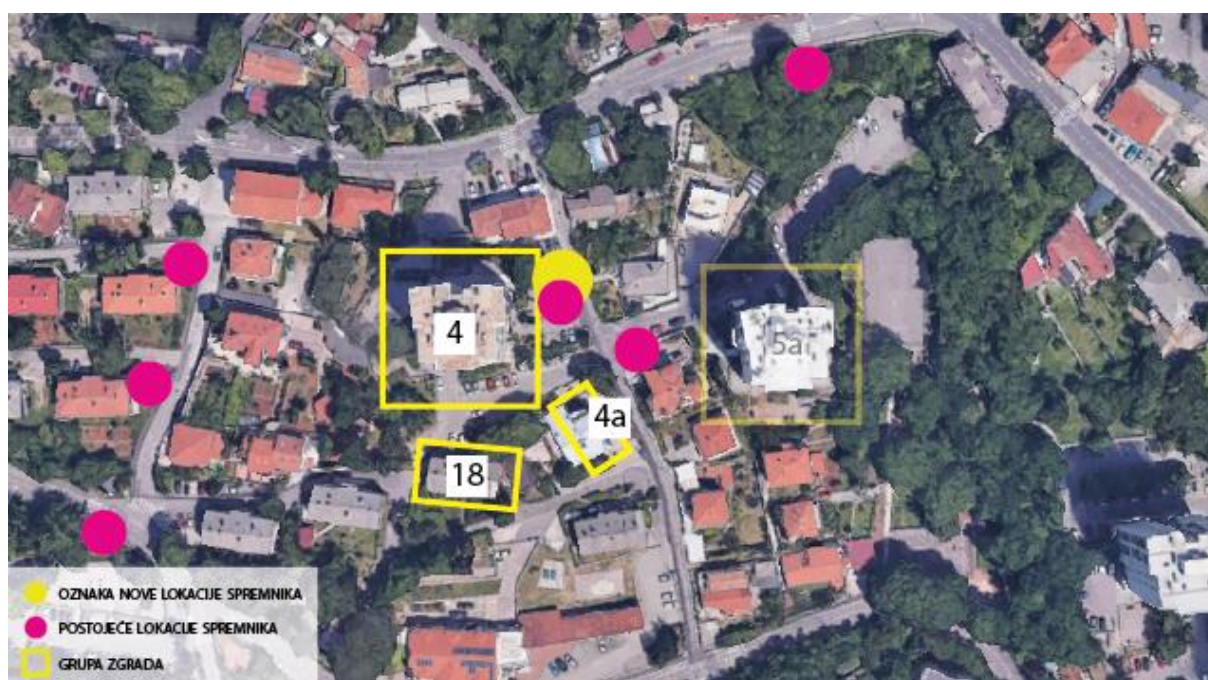 4
5a
4a
18
OZNAKA NOVE LOKACIJE SPREMNIKA
POSTOJEĆE LOKACIJE SPREMNIKA
GRUPA ZGRADA